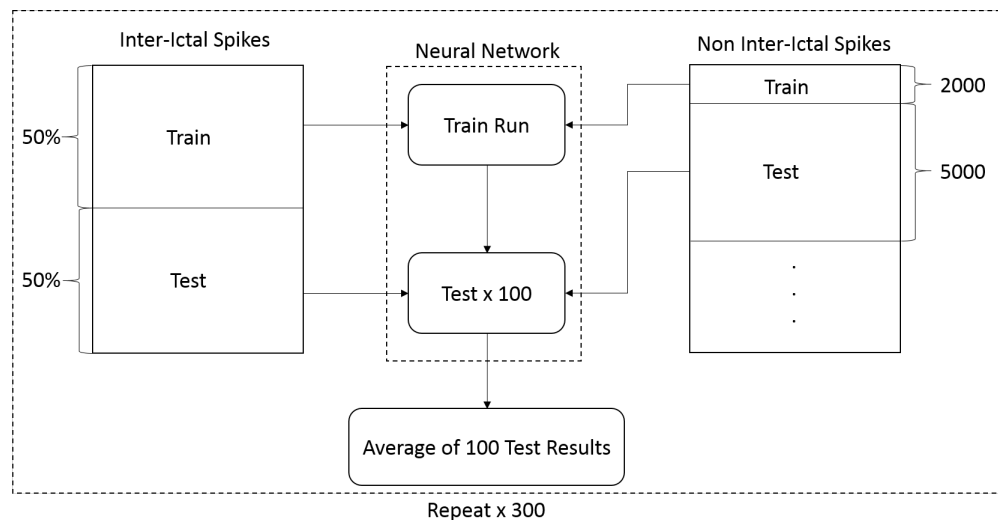 Inter-Ictal Spikes
Neural Network
Non Inter-Ictal Spikes
50%
Train
Train Run
Train
2000
Test
5000
50%
Test
Test x 100
.
.
.
Average of 100 Test Results
Repeat x 300